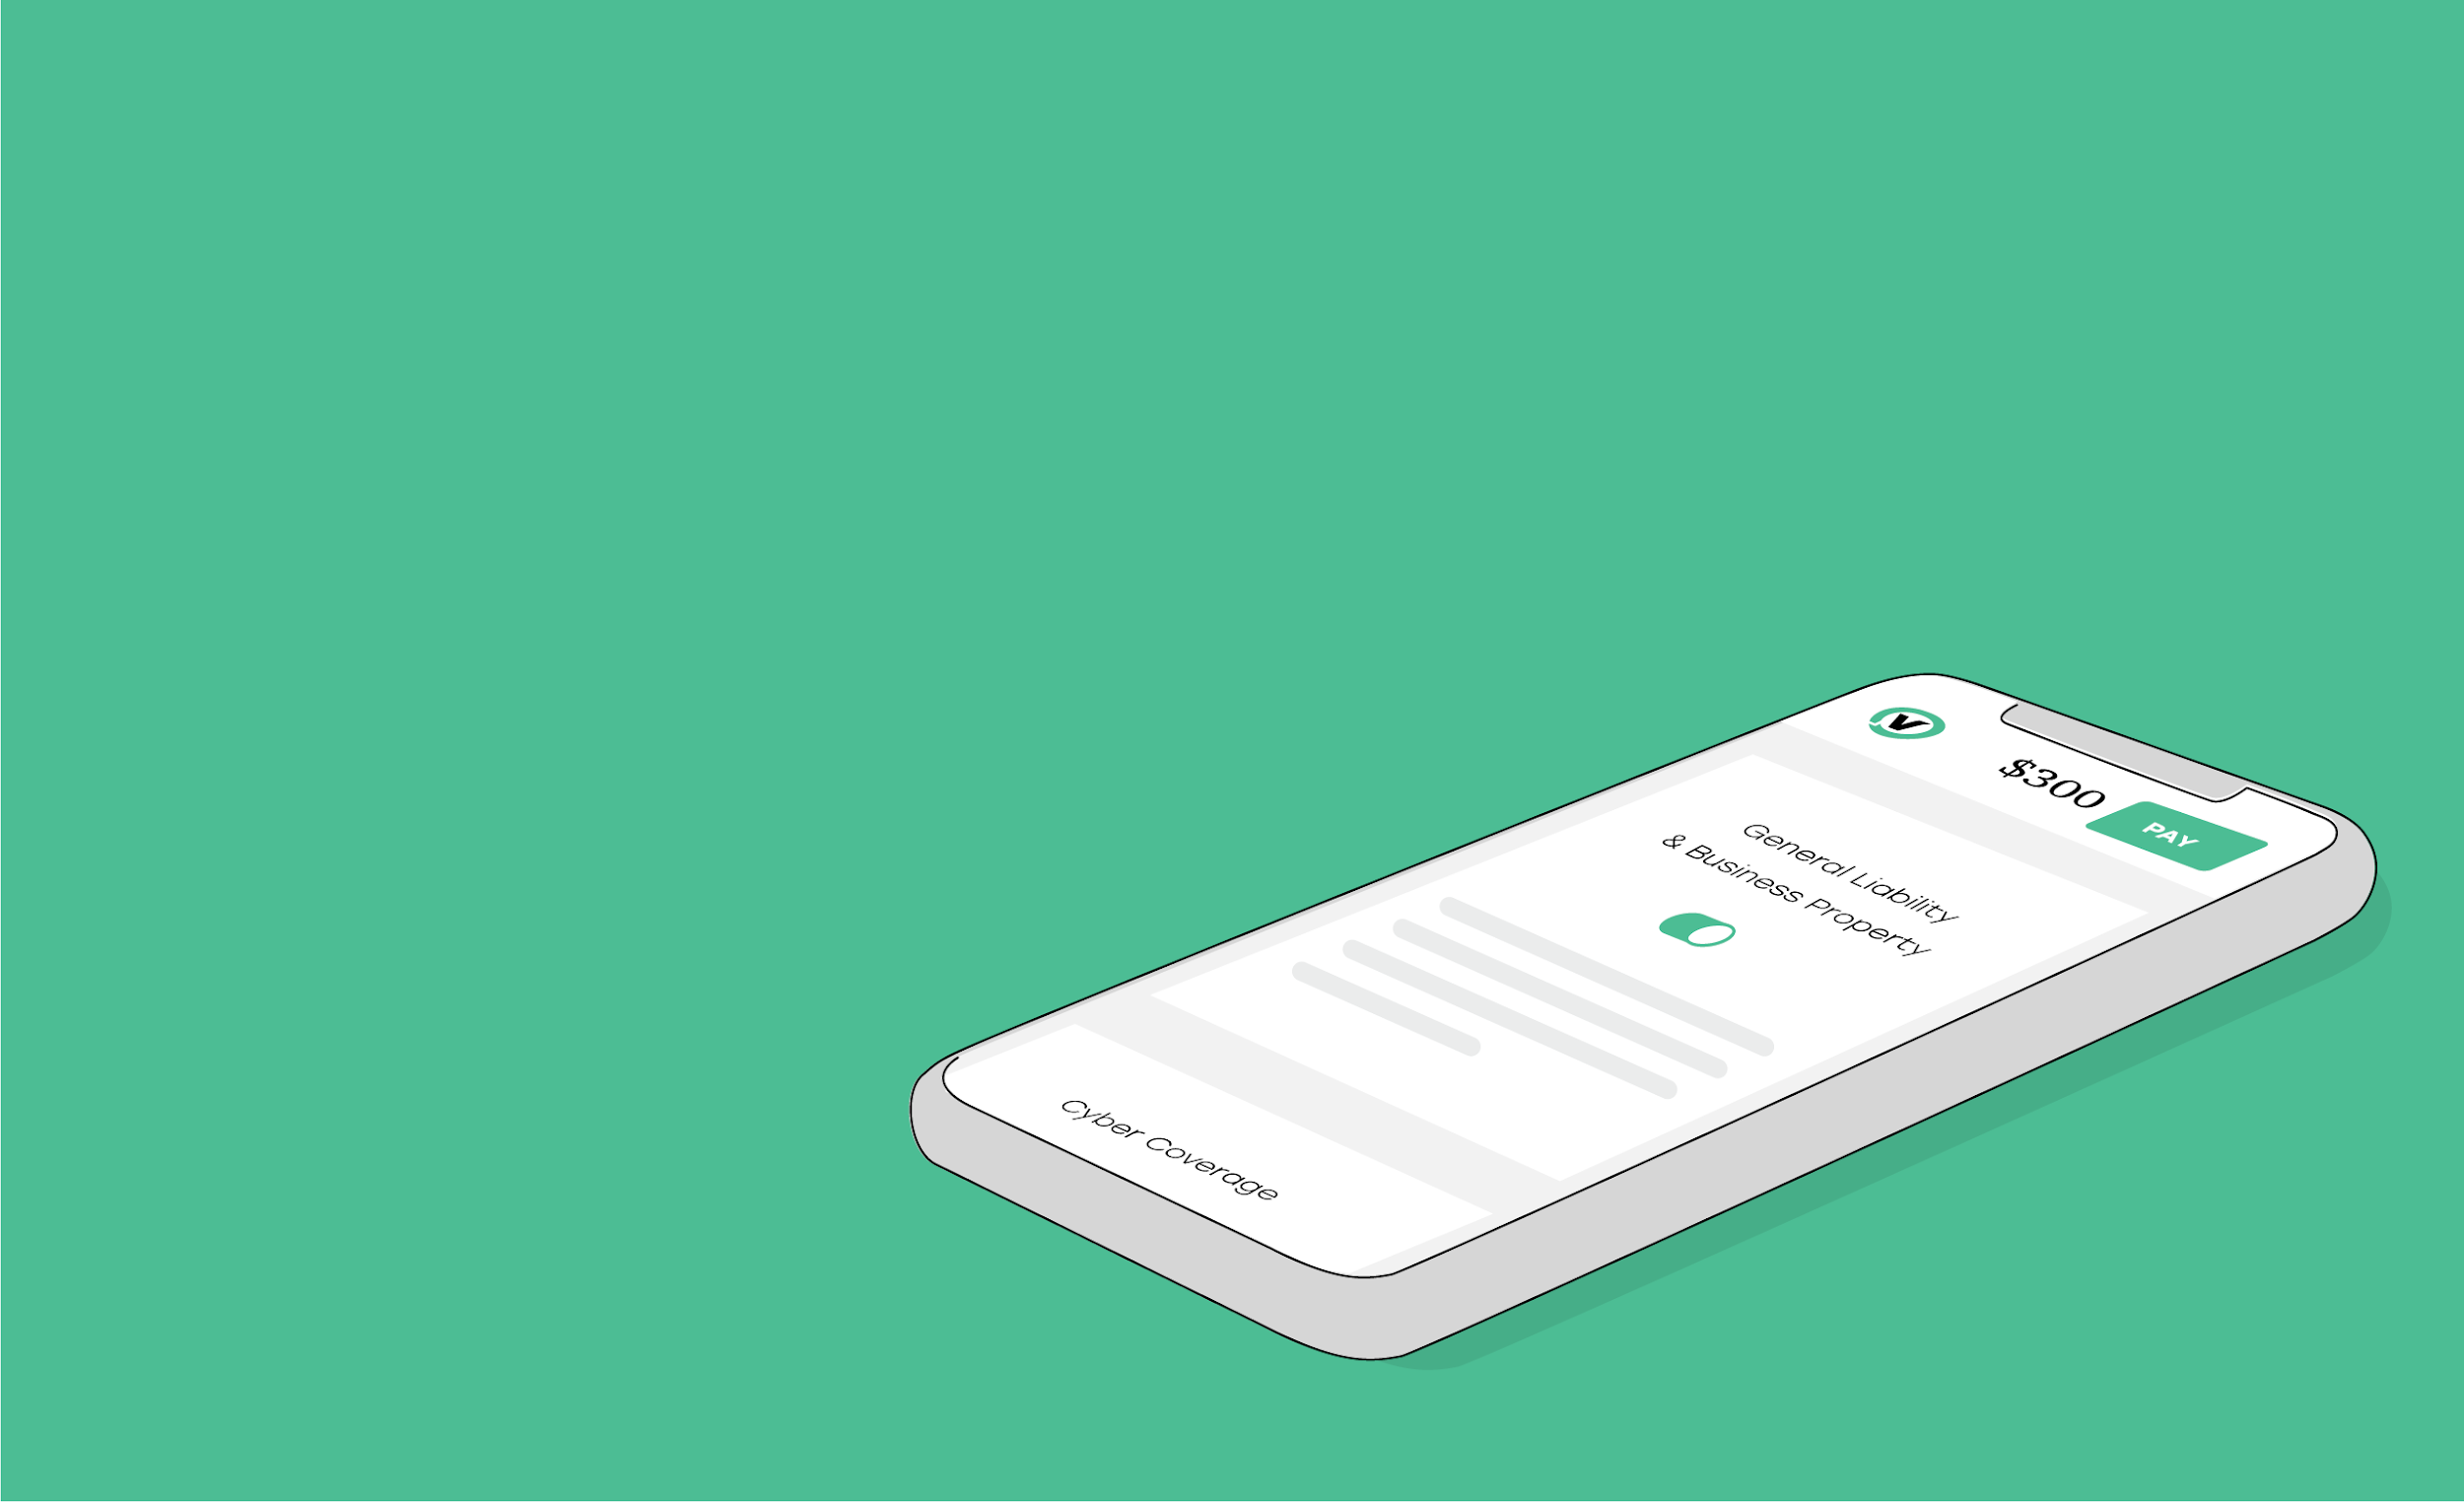 V
$300
PAY
General Liability
& Business Property
Cyber Coverage